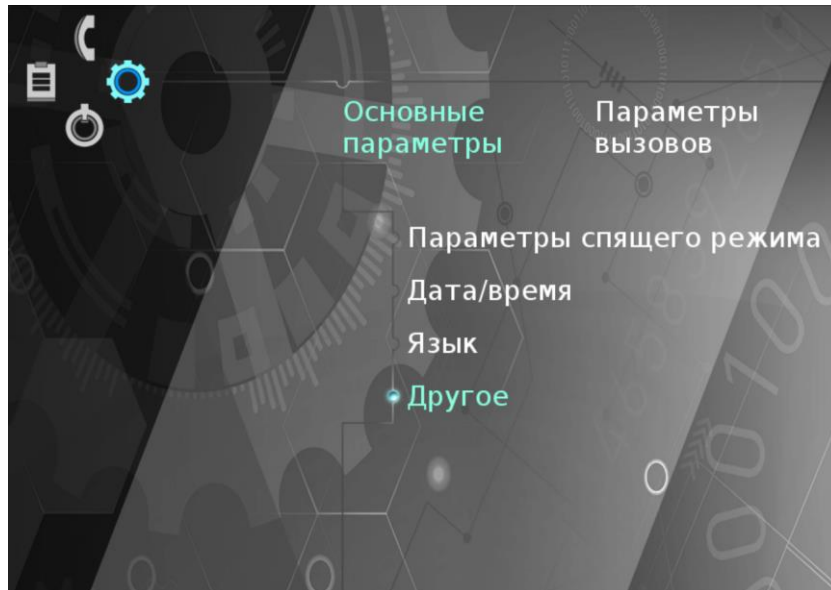 Основные
параметры
Параметры
вызовов
Параметры спящего режима
Дата/время
Язык
Другое